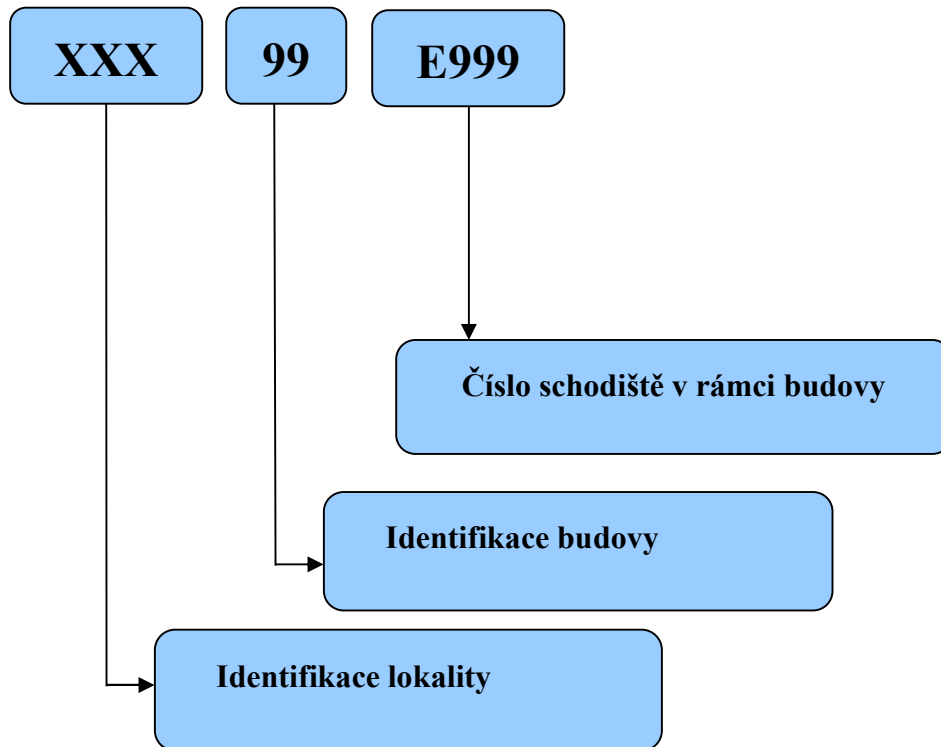 XXX 99 E999
Číslo schodiště v rámci budovy
Identifikace budovy
Identifikace lokality